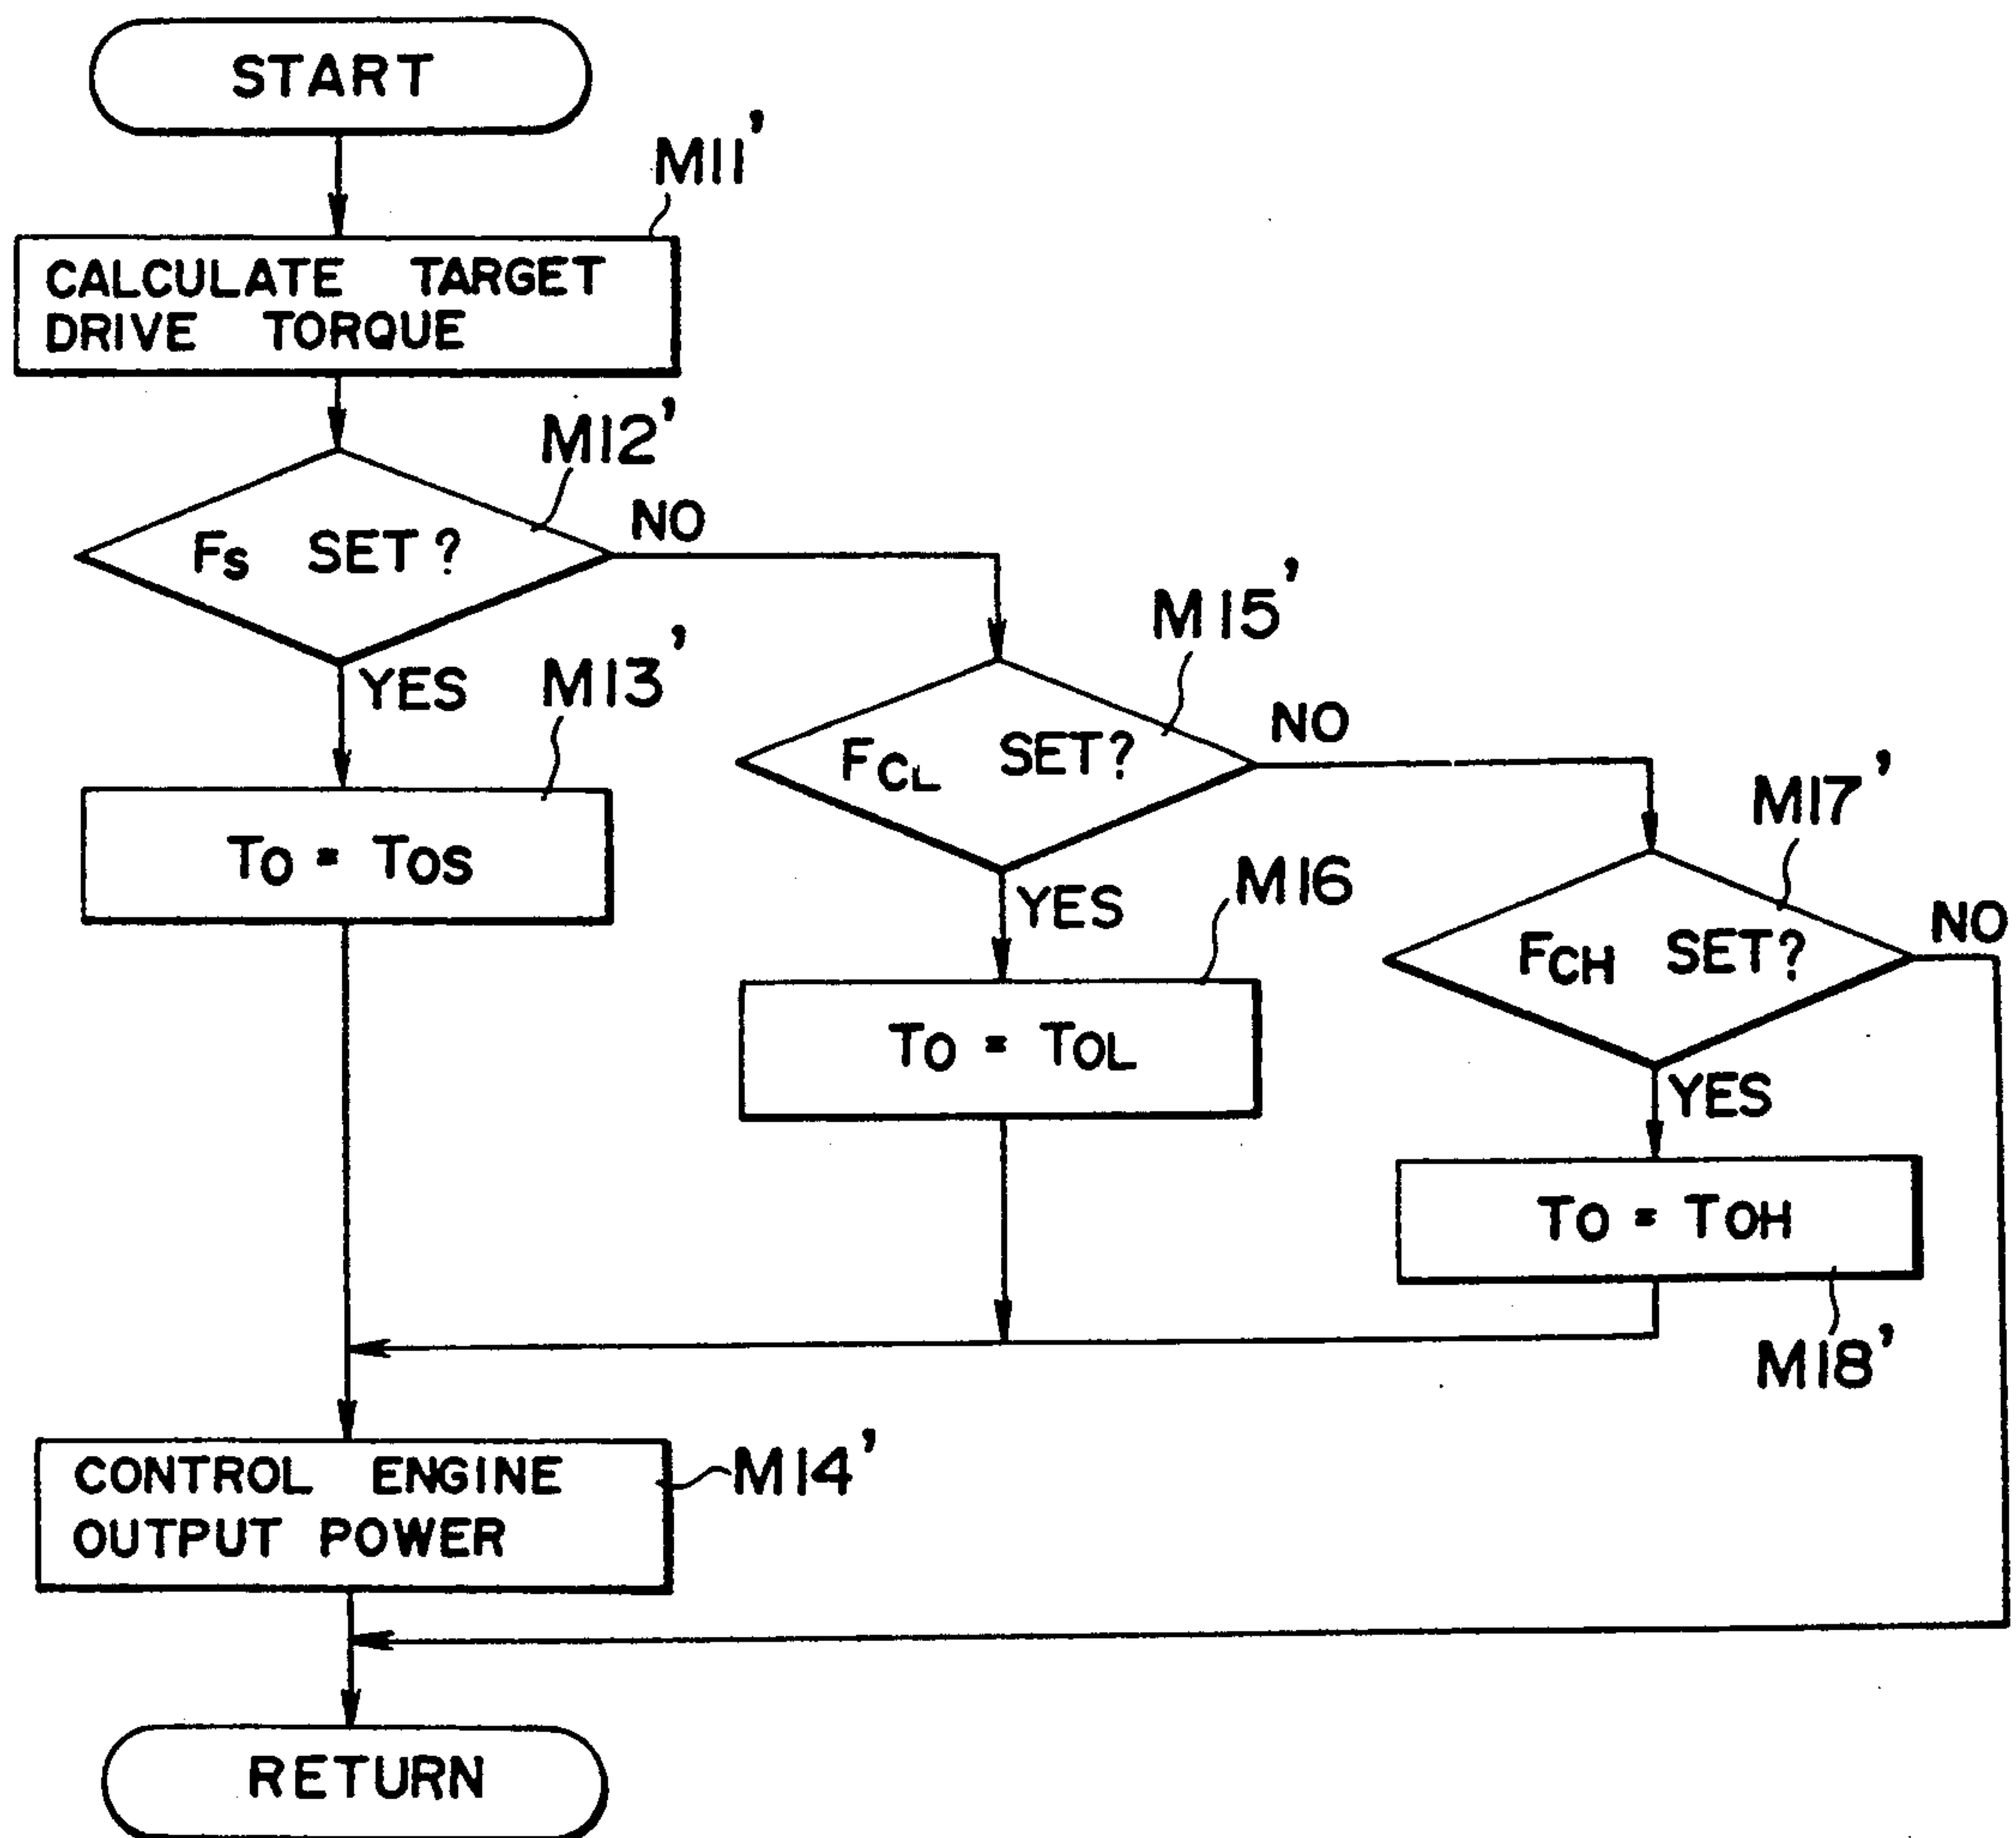 START
M11'
CALCULATE TARGET
DRIVE TORQUE
M12'
FS SET?
NO
YES
M13'
TO = TOS
M15'
FCL SET?
NO
YES
M16
TO = TOL
M17'
FCH SET?
NO
YES
TO = TOH
M18'
CONTROL ENGINE
OUTPUT POWER
M14'
RETURN